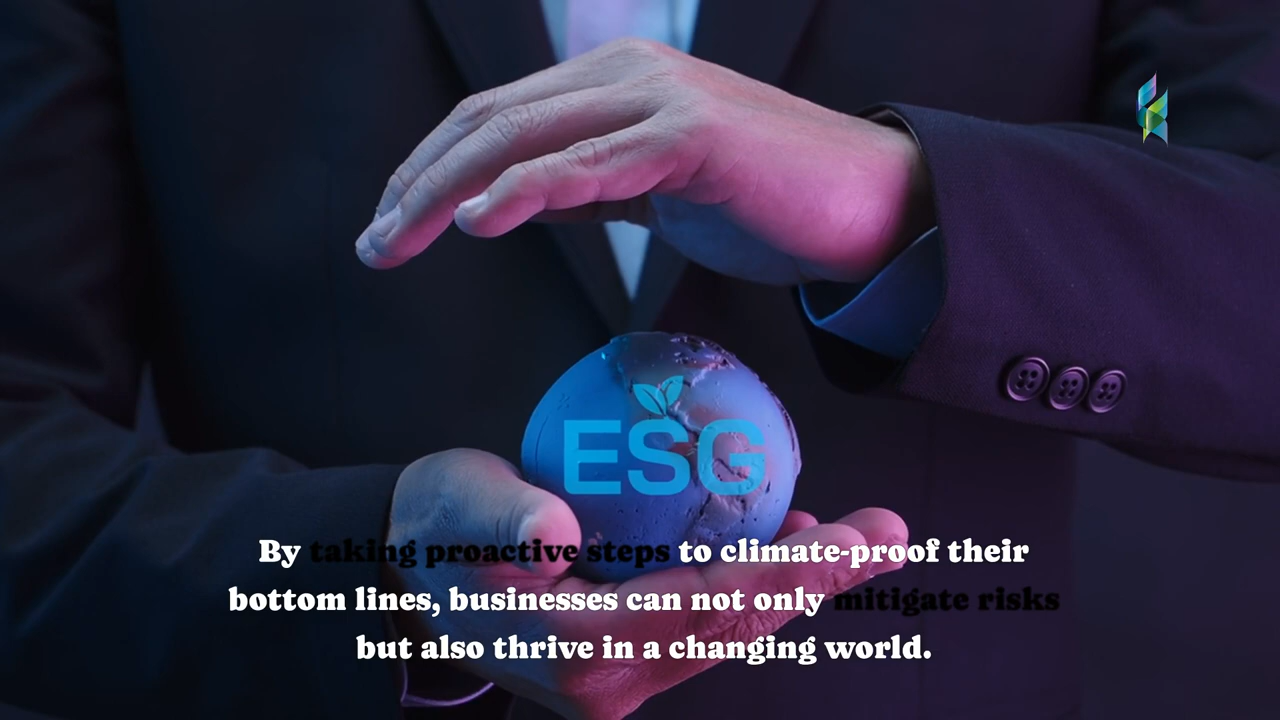 ESG
By taking proactive steps to climate-proof their
bottom lines, businesses can not only mitigate risks
but also thrive in a changing world.